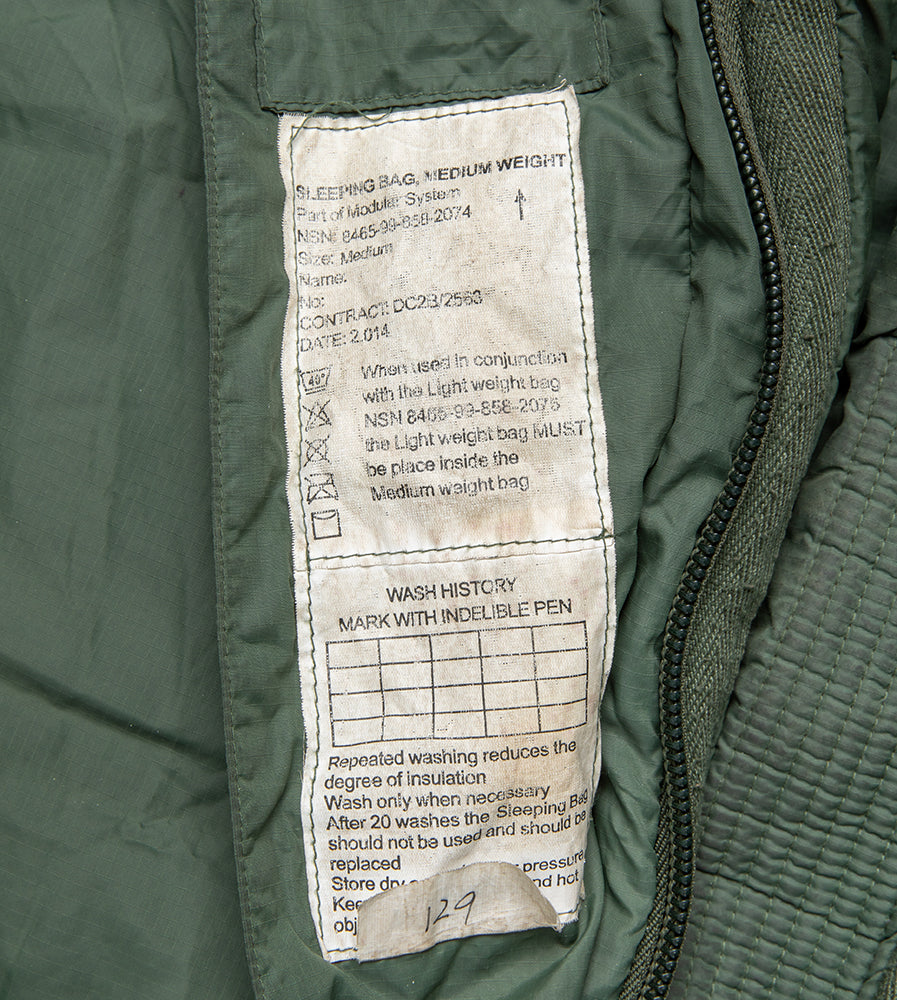 SLEEPING BAG, MEDIUM WEIGHT
Part of Modular System
NSN: 8465-99-858-2074
Size: Medium
Name:
No:
CONTRACT: DC2B/2563
DATE: 2.014
40°
When used in conjunction
with the Light weight bag
NSN 8465-99-858-2075
the Light weight bag MUST
be place inside the
Medium weight bag
WASH HISTORY
MARK WITH INDELIBLE PEN
Repeated washing reduces the
degree of insulation
Wash only when necessary
After 20 washes the Sleeping Bag
should not be used and should be
replaced
Store dry pressure
hot
129